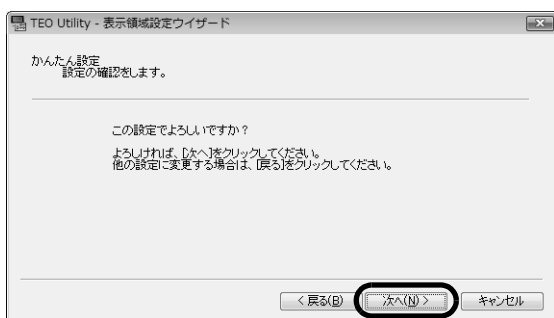 TEO Utility - 表示領域設定ウイザード
かんたん設定
設定の確認をします。
この設定でよろしいですか？
よろしければ、[次へ]をクリックしてください。
他の設定に変更する場合は、[戻る]をクリックしてください。
< 戻る(B) 次へ(N) > キャンセル